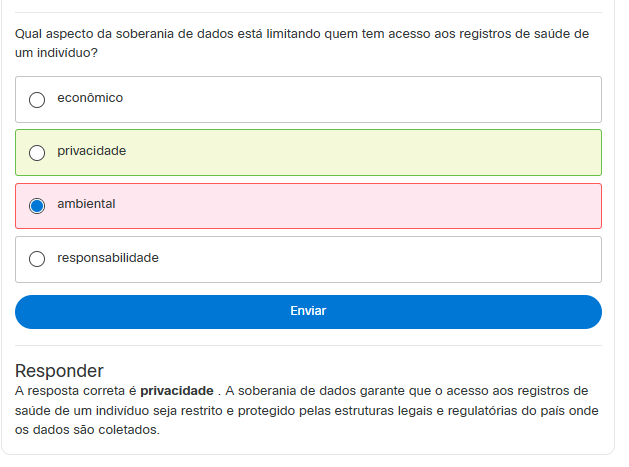 Qual aspecto da soberania de dados está limitando quem tem acesso aos registros de saúde de
um indivíduo?
econômico
privacidade
ambiental
responsabilidade
Enviar
Responder
A resposta correta é privacidade . A soberania de dados garante que o acesso aos registros de
saúde de um indivíduo seja restrito e protegido pelas estruturas legais e regulatórias do país onde
os dados são coletados.